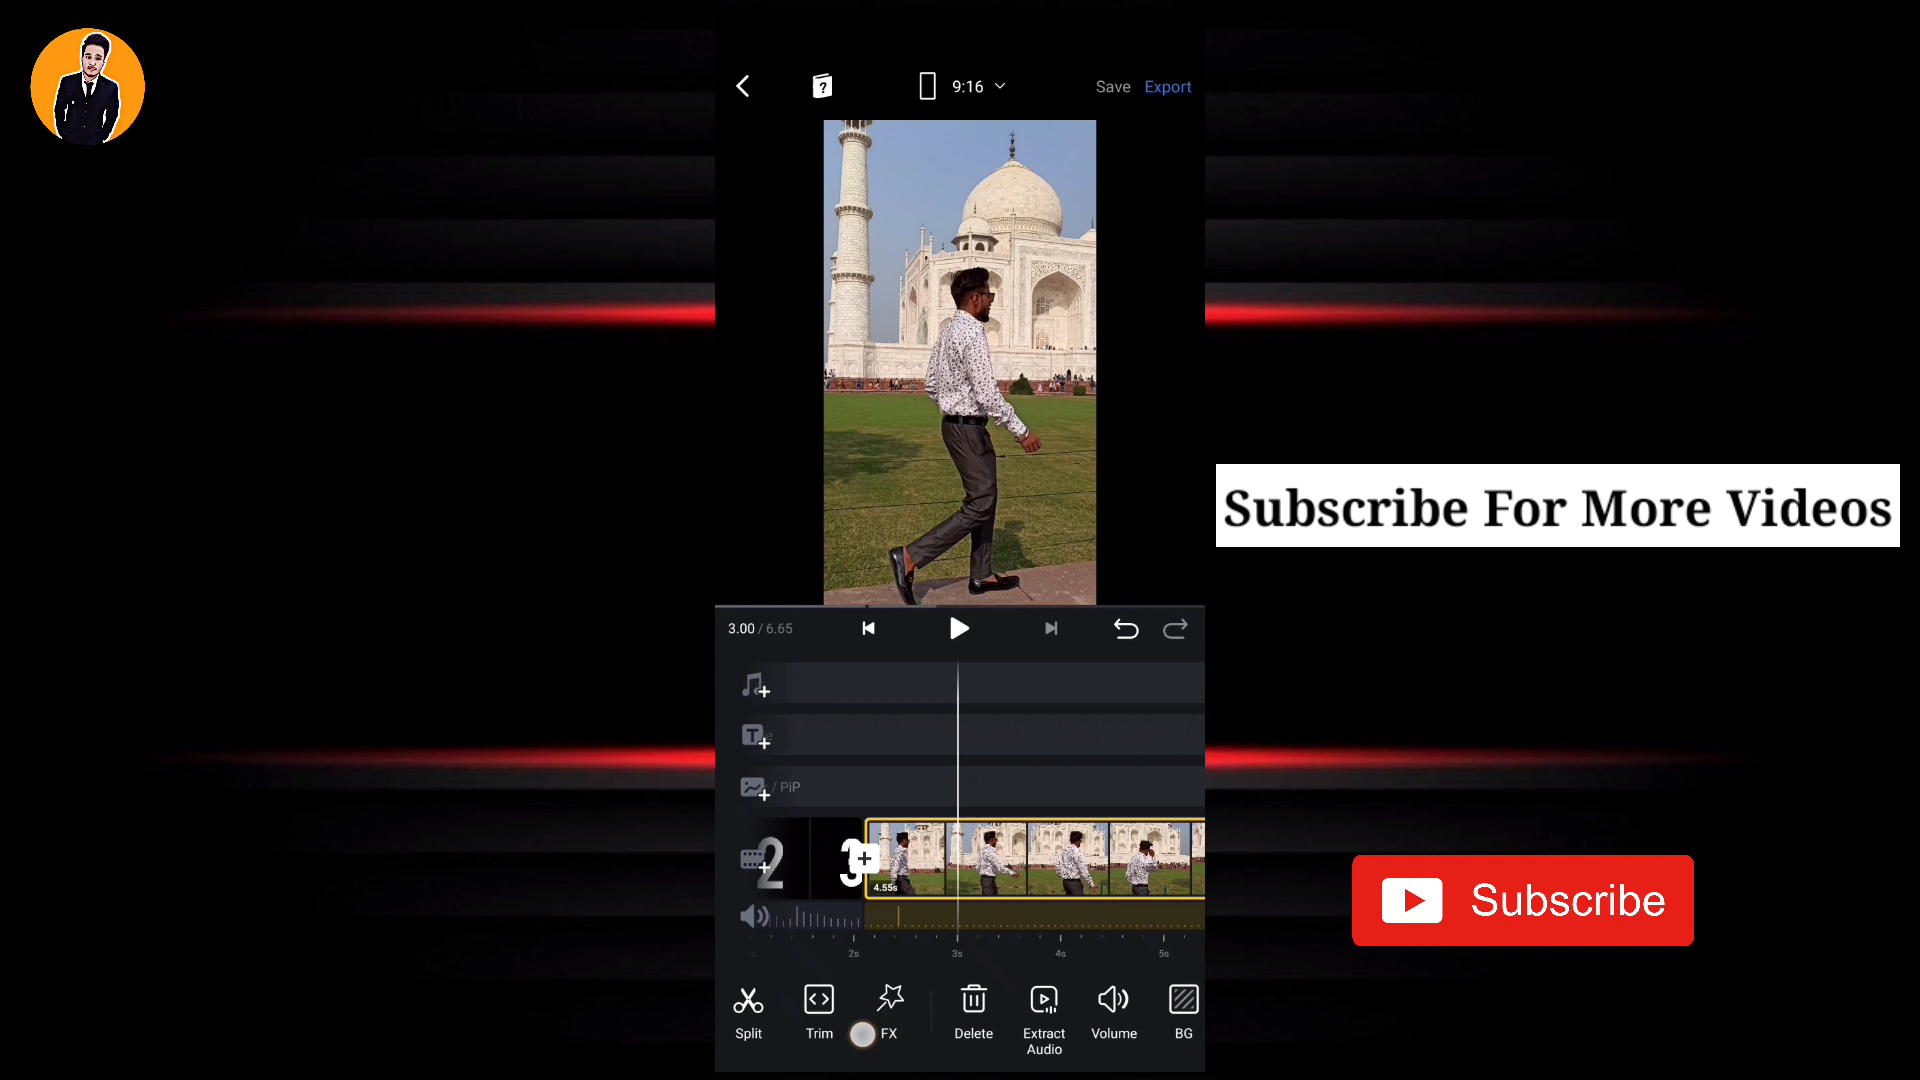 9:16
Save
Export
3.00 / 6.65
/ PiP
2
3
4.55s
2s
3s
4s
5s
Split
Trim
FX
Delete
Extract
Audio
Volume
BG
Subscribe For More Videos
Subscribe